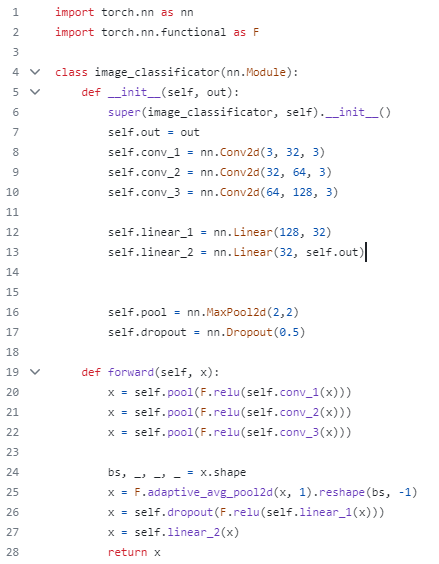 1 import torch.nn as nn
2 import torch.nn.functional as F
3
4 class image_classificator(nn.Module):
5     def __init__(self, out):
6         super(image_classificator, self).__init__()
7         self.out = out
8         self.conv_1 = nn.Conv2d(3, 32, 3)
9         self.conv_2 = nn.Conv2d(32, 64, 3)
10         self.conv_3 = nn.Conv2d(64, 128, 3)
11
12         self.linear_1 = nn.Linear(128, 32)
13         self.linear_2 = nn.Linear(32, self.out)
14
15
16         self.pool = nn.MaxPool2d(2,2)
17         self.dropout = nn.Dropout(0.5)
18
19     def forward(self, x):
20         x = self.pool(F.relu(self.conv_1(x)))
21         x = self.pool(F.relu(self.conv_2(x)))
22         x = self.pool(F.relu(self.conv_3(x)))
23
24         bs, _, _, _ = x.shape
25         x = F.adaptive_avg_pool2d(x, 1).reshape(bs, -1)
26         x = self.dropout(F.relu(self.linear_1(x)))
27         x = self.linear_2(x)
28         return x